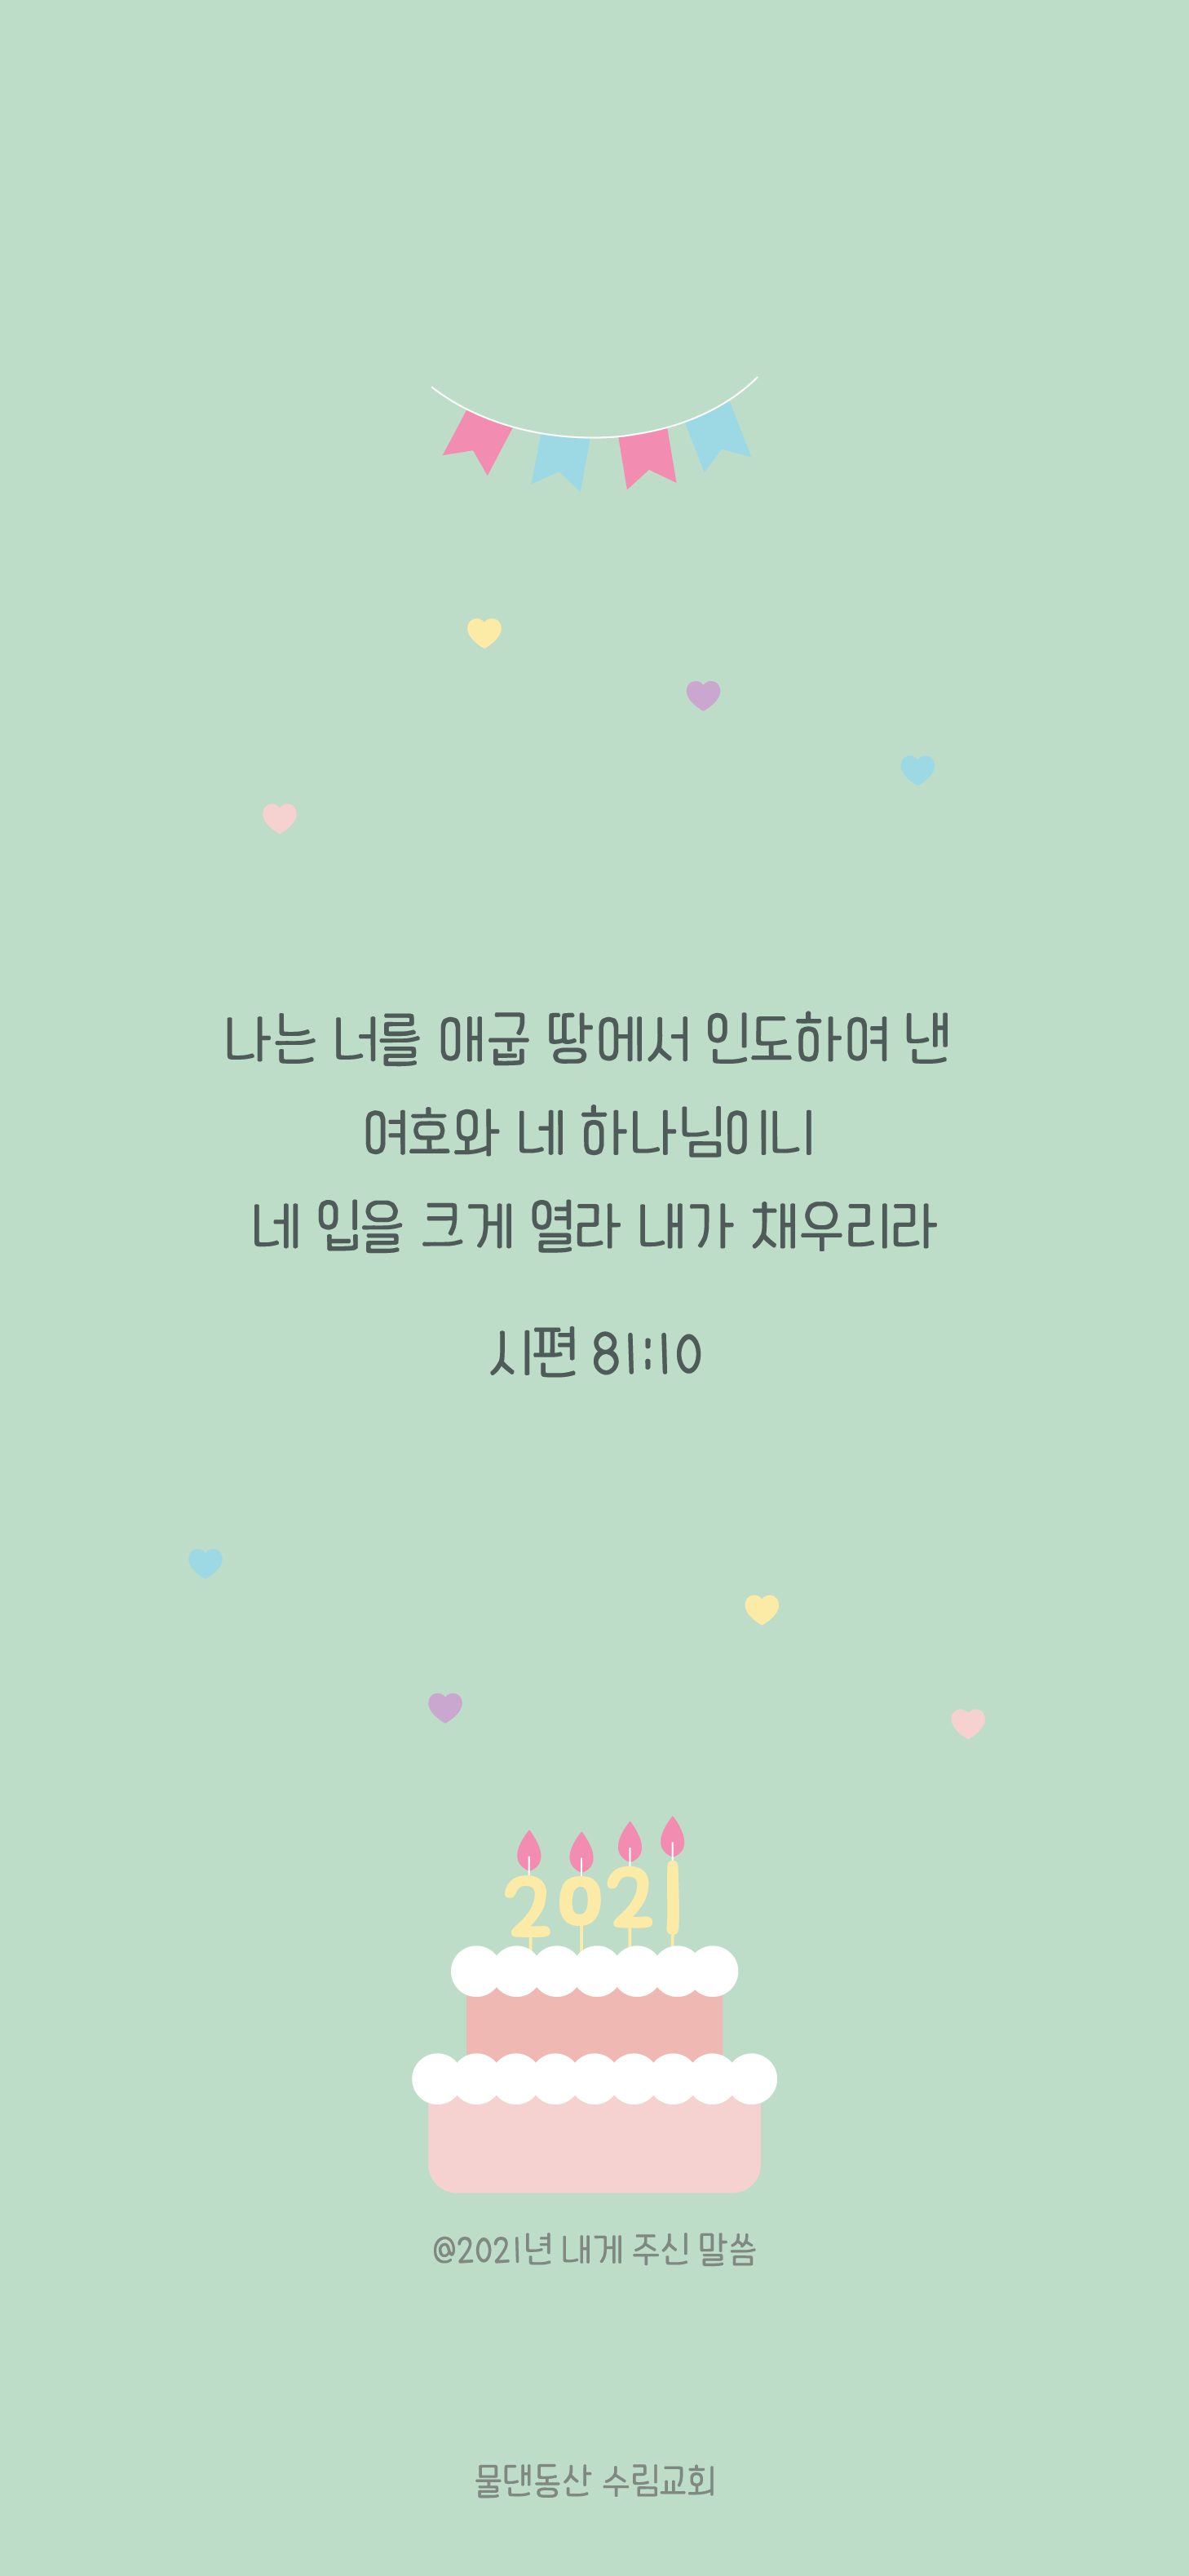 나는 너를 애굽 땅에서 인도하여 낸
여호와 네 하나님이니
네 입을 크게 열라 내가 채우리라
시편 81:10
2021
@2021년 내게 주신 말씀
물댄동산 수림교회